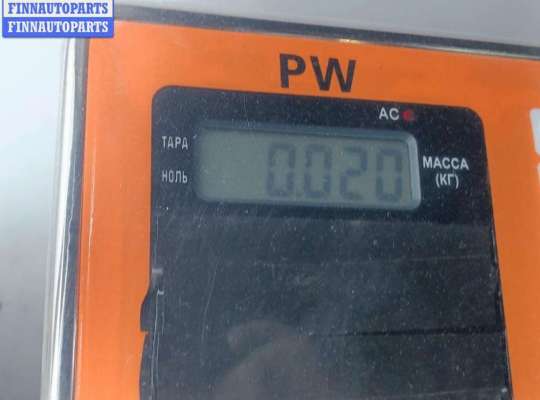 FINNAUTOPARTS
FINNAUTOPARTS
PW
AC
ТАРА
НОЛЬ
0.020
МАССА
(КГ)